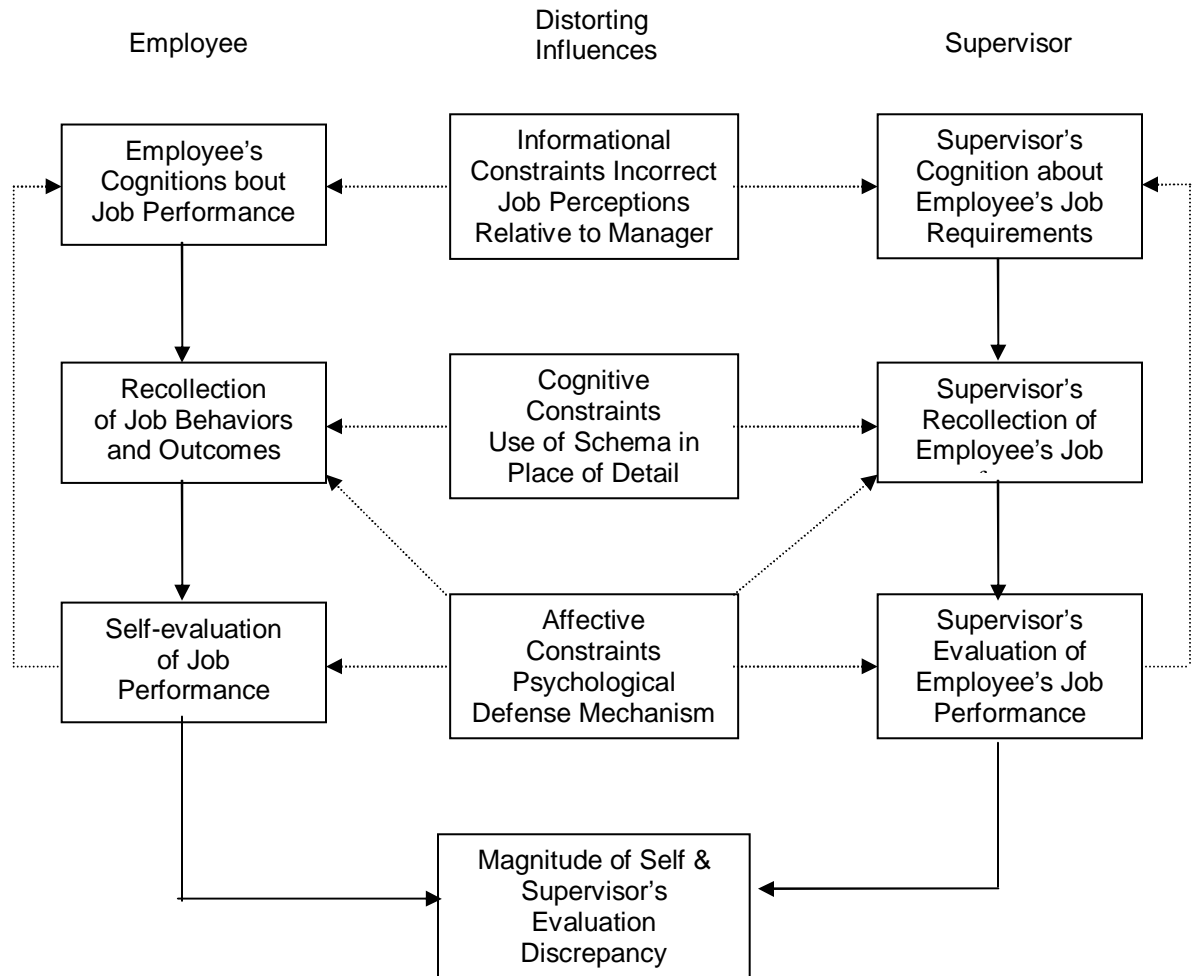 Employee
Distorting
Influences
Supervisor
Employee’s
Cognitions bout
Job Performance
Informational
Constraints Incorrect
Job Perceptions
Relative to Manager
Supervisor’s
Cognition about
Employee’s Job
Requirements
Recollection
of Job Behaviors
and Outcomes
Cognitive
Constraints
Use of Schema in
Place of Detail
Supervisor’s
Recollection of
Employee’s Job
Self-evaluation
of Job
Performance
Affective
Constraints
Psychological
Defense Mechanism
Supervisor’s
Evaluation of
Employee’s Job
Performance
Magnitude of Self &
Supervisor’s
Evaluation
Discrepancy